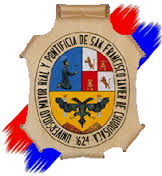 UNIVERSIDAD MAYOR REAL Y PONTIFICIA DE SAN FRANCISCO XAVIER DE CHUQUISACA
1624